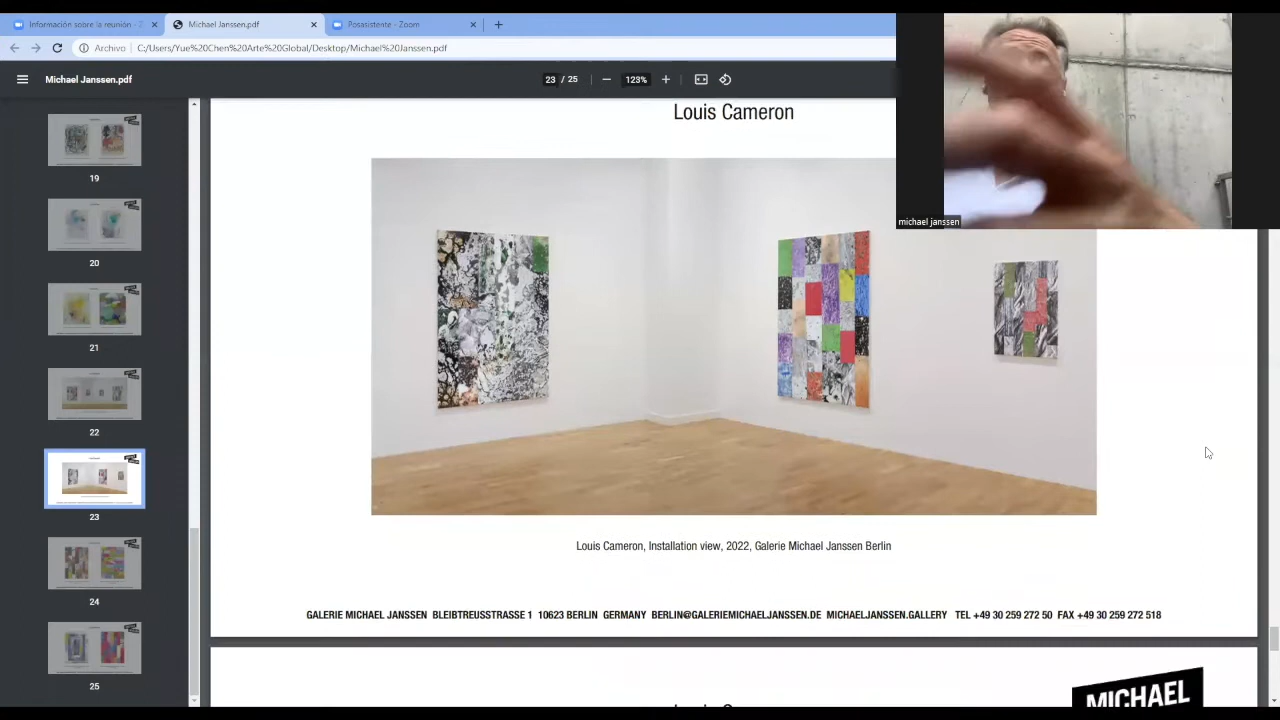 Información sobre la reunión - Z
Michael Janssen.pdf
Posasistente - Zoom
Archivo
C:/Users/Yue%20Chen%20Arte%20Global/Desktop/Michael%20Janssen.pdf
Michael Janssen.pdf
23 / 25
123%
michael janssen
19
20
21
22
23
24
25
Louis Cameron
Louis Cameron, Installation view, 2022, Galerie Michael Janssen Berlin
GALERIE MICHAEL JANSSEN BLEIBTREUSTRASSE 1 10623 BERLIN GERMANY BERLIN@GALERIEMICHAELJANSSEN.DE MICHAELJANSSEN.GALLERY TEL +49 30 259 272 50 FAX +49 30 259 272 518
MICHAEL